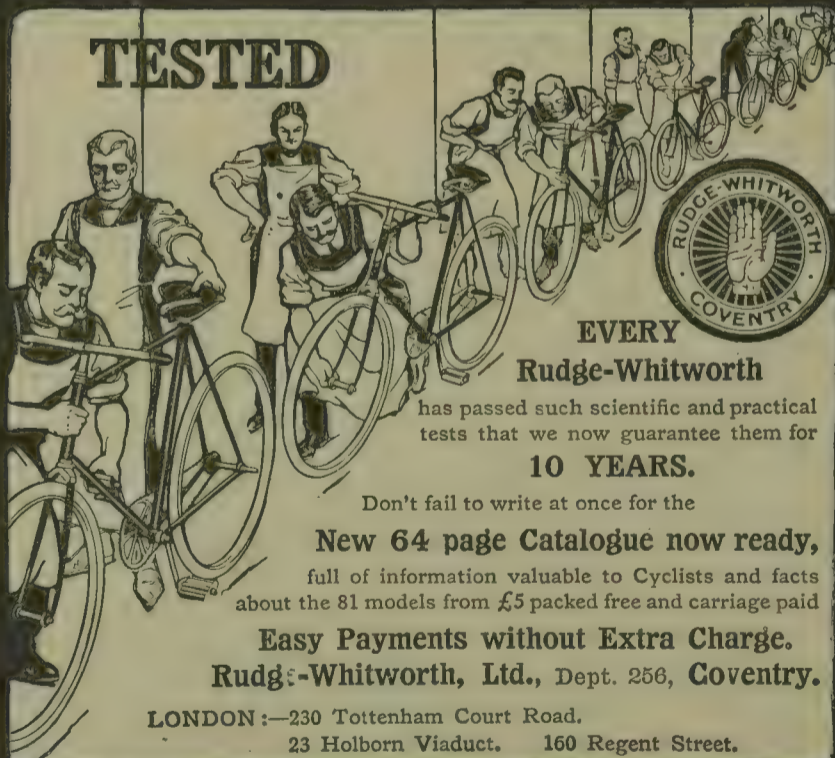 TESTED
RUDGE-WHITWORTH
COVENTRY
EVERY
Rudge-Whitworth
has passed such scientific and practical
tests that we now guarantee them for
10 YEARS.
Don't fail to write at once for the
New 64 page Catalogue now ready,
full of information valuable to Cyclists and facts
about the 81 models from £5 packed free and carriage paid
Easy Payments without Extra Charge.
Rudge-Whitworth, Ltd., Dept. 256, Coventry.
LONDON:—230 Tottenham Court Road.
23 Holborn Viaduct. 160 Regent Street.